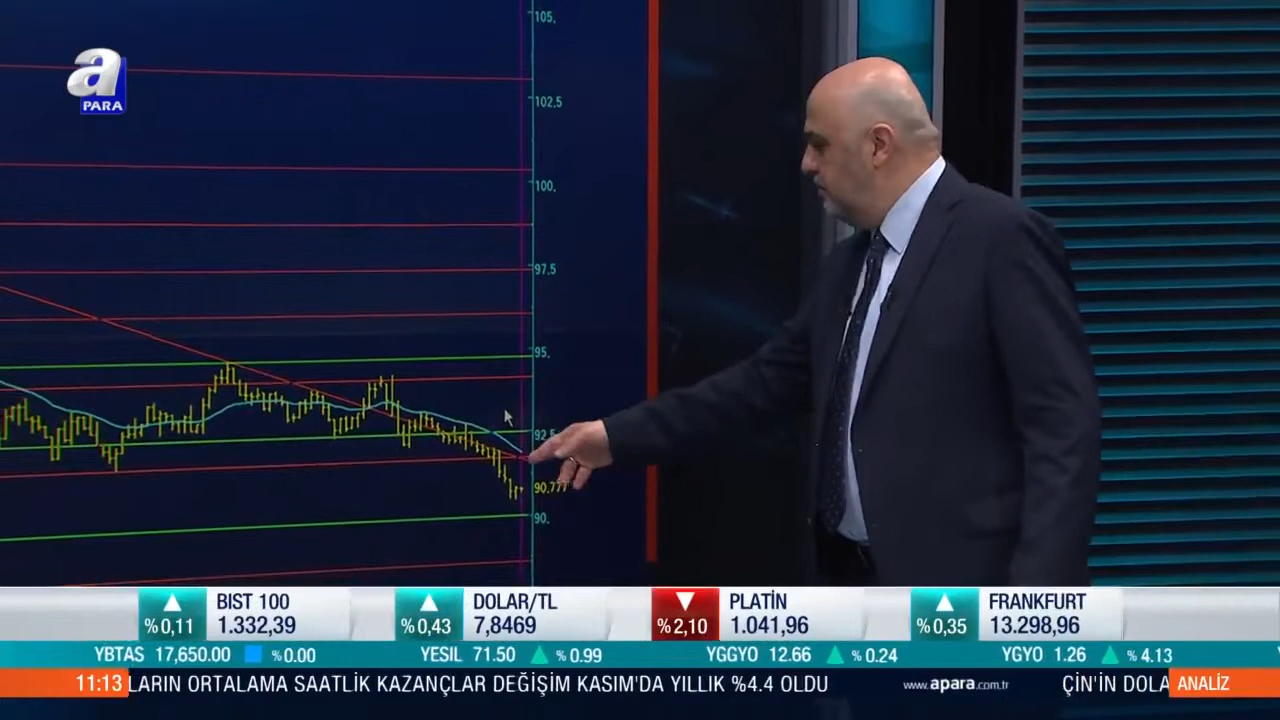 a
PARA
105.
102.5
100.
97.5
95.
92.5
90.777
90.
%0,11 BIST 100 1.332,39
%0,43 DOLAR/TL 7,8469
%2,10 PLATİN 1.041,96
%0,35 FRANKFURT 13.298,96
YBTAS 17,650.00 %0.00 YESIL 71.50 %0.99 YGGYO 12.66 %0.24 YGYO 1.26 %4.13
11:13 LARIN ORTALAMA SAATLİK KAZANÇLAR DEĞİŞİM KASIM'DA YILLIK %4.4 OLDU www.apara.com.tr ÇİN'İN DOLA ANALİZ